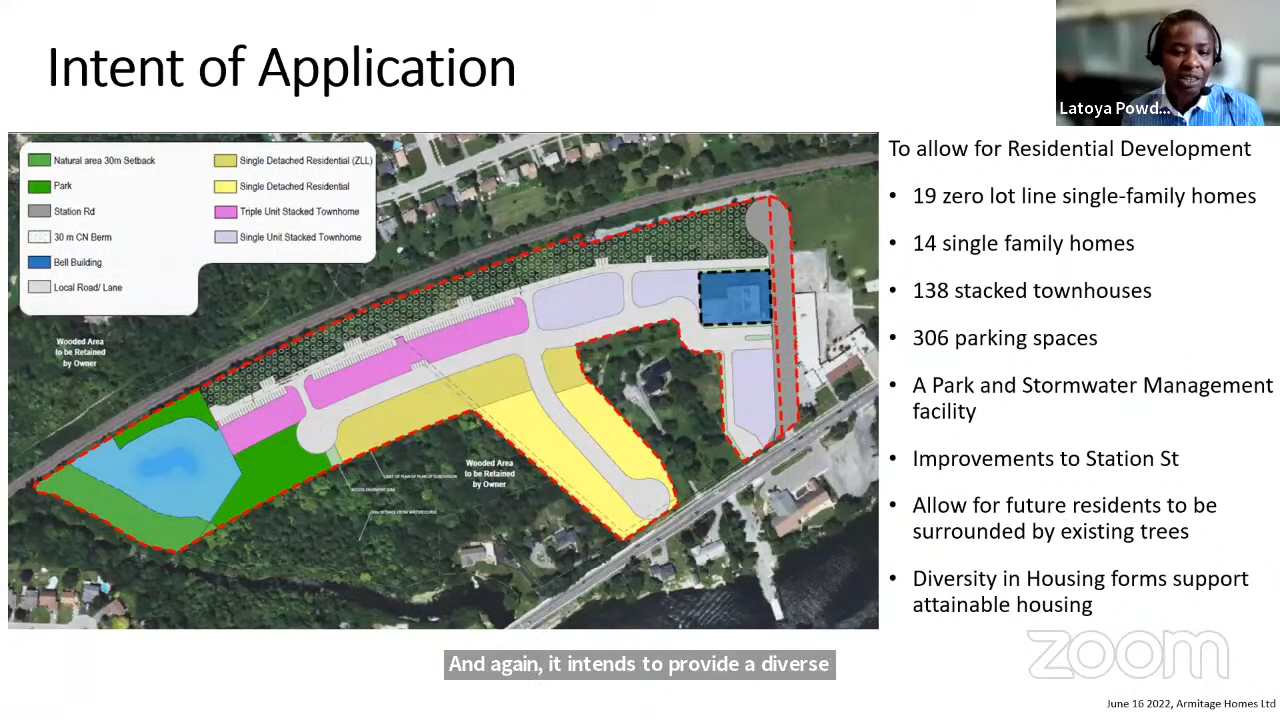 Intent of Application
Latoya Powd...
Natural area 30m Setback
Park
Station Rd
30 m CN Berm
Bell Building
Local Road/ Lane
Single Detached Residential (ZLL)
Single Detached Residential
Triple Unit Stacked Townhome
Single Unit Stacked Townhome
Wooded Area
to be Retained
by Owner
Wooded Area
to be Retained
by Owner
To allow for Residential Development
• 19 zero lot line single-family homes
• 14 single family homes
• 138 stacked townhouses
• 306 parking spaces
• A Park and Stormwater Management
facility
• Improvements to Station St
• Allow for future residents to be
surrounded by existing trees
• Diversity in Housing forms support
attainable housing
And again, it intends to provide a diverse
zoom
June 16 2022, Armitage Homes Ltd